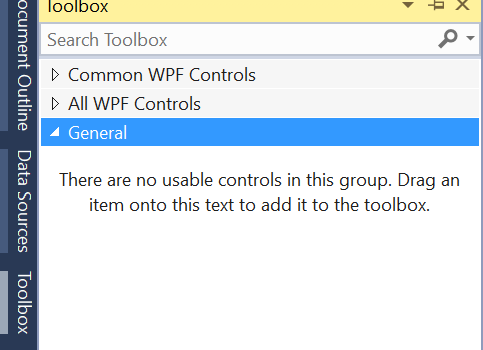 Toolbox
Search Toolbox
Common WPF Controls
All WPF Controls
General
There are no usable controls in this group. Drag an
item onto this text to add it to the toolbox.
Document Outline
Data Sources
Toolbox